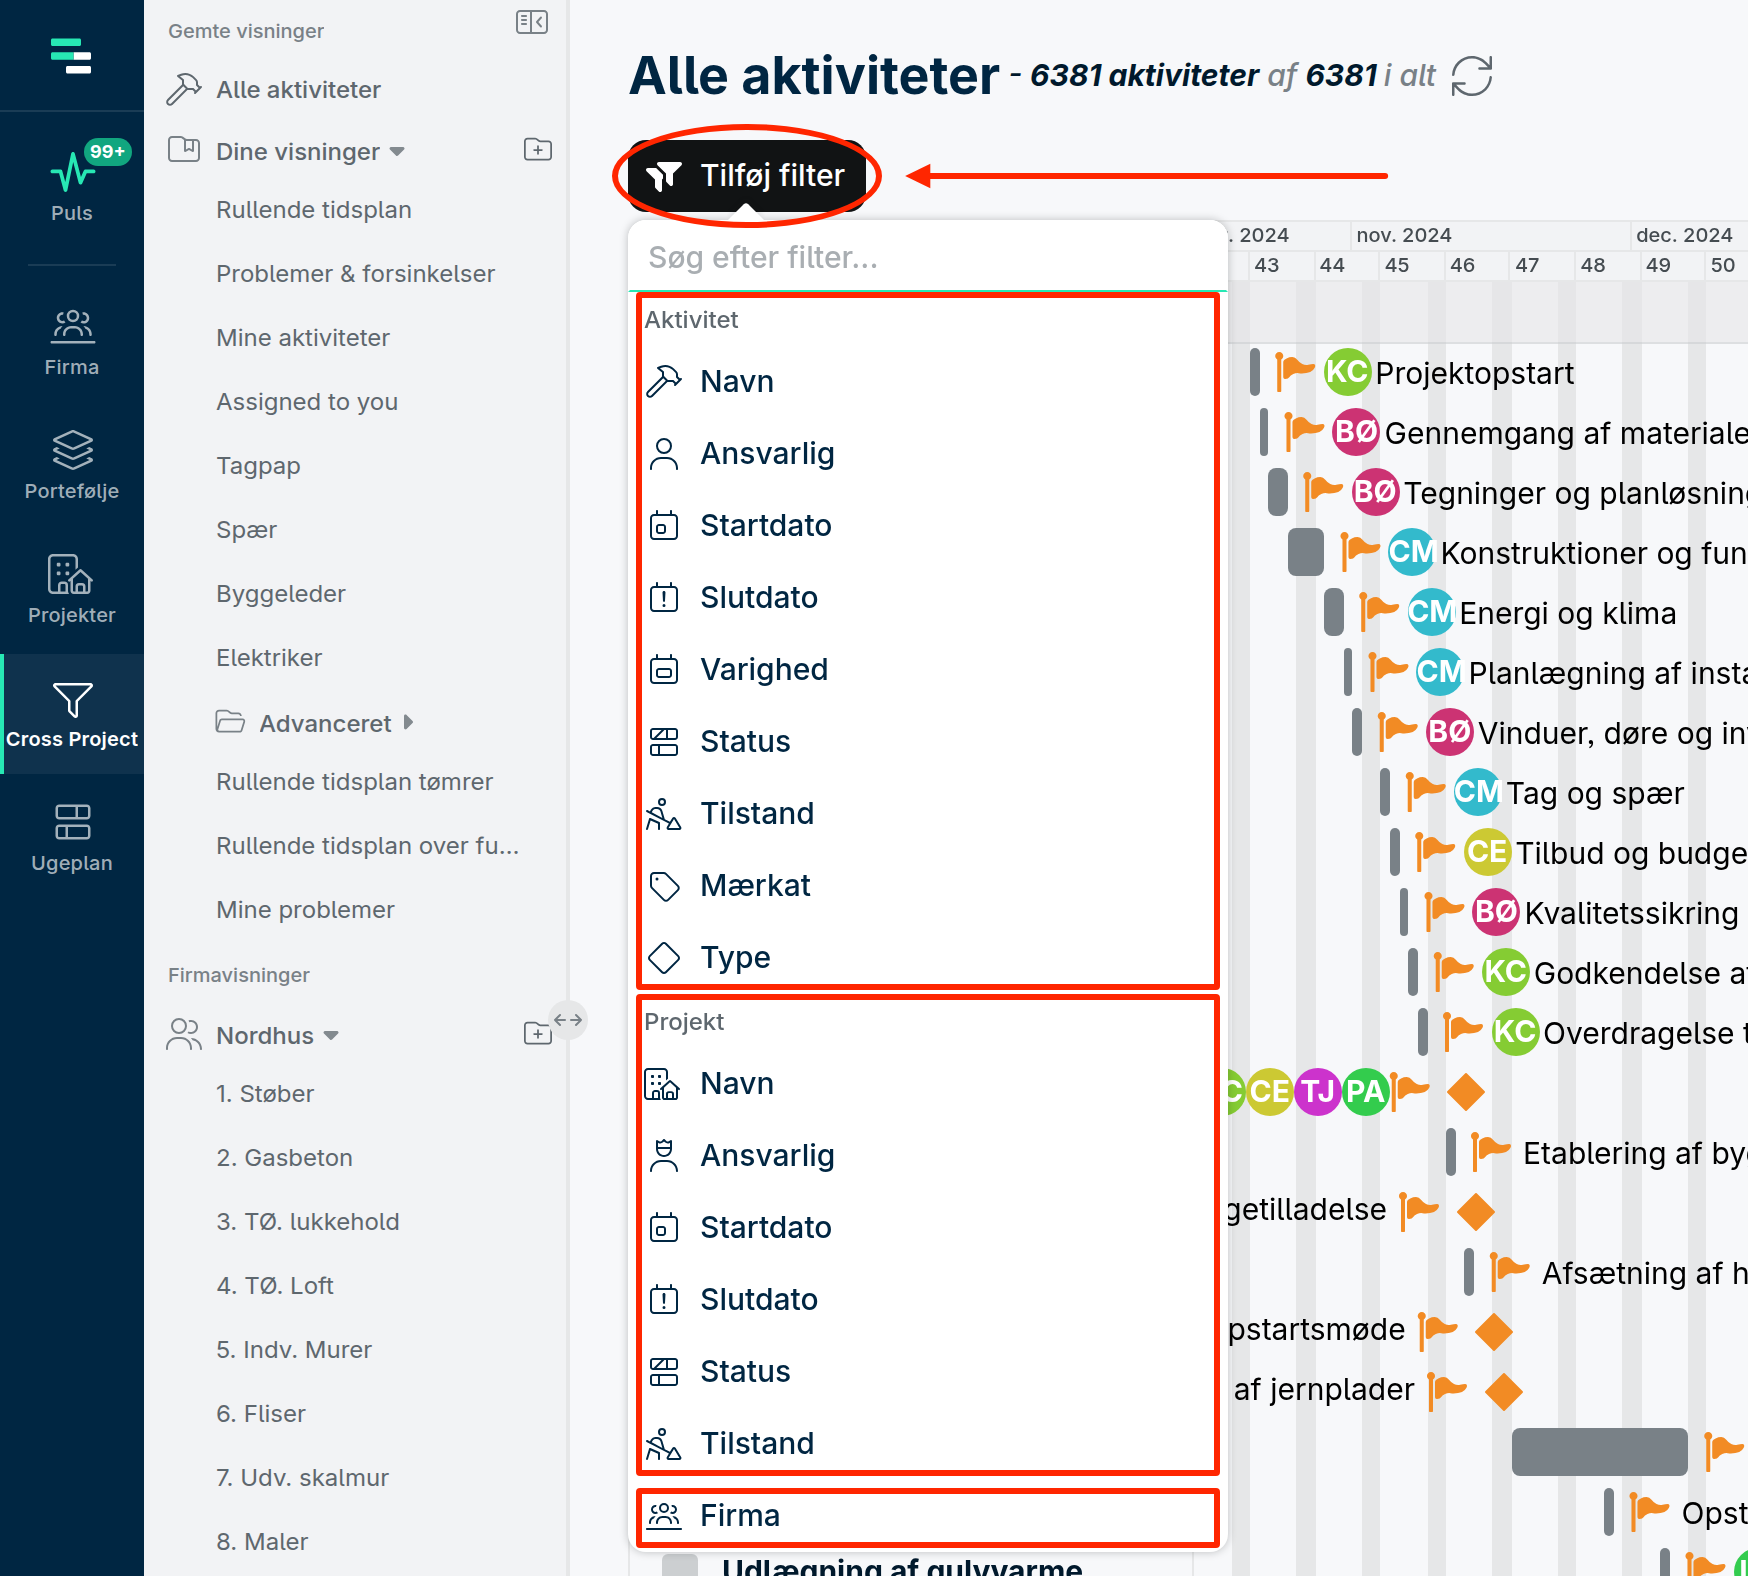 99+
Puls
Firma
Portefølje
Projekter
Cross Project
Ugeplan
Gemte visninger
Alle aktiviteter
Dine visninger
Rullende tidsplan
Problemer & forsinkelser
Mine aktiviteter
Assigned to you
Tagpap
Spær
Byggeleder
Elektriker
Advanceret
Rullende tidsplan tømrer
Rullende tidsplan over fu...
Mine problemer
Firmavisninger
Nordhus
1. Støber
2. Gasbeton
3. TØ. lukkehold
4. TØ. Loft
5. Indv. Murer
6. Fliser
7. Udv. skalmur
8. Maler
Alle aktiviteter - 6381 aktiviteter af 6381 i alt
Tilføj filter
Søg efter filter...
Aktivitet
Navn
Ansvarlig
Startdato
Slutdato
Varighed
Status
Tilstand
Mærkat
Type
Projekt
Navn
Ansvarlig
Startdato
Slutdato
Status
Tilstand
Firma
Udlægning af gulvvarme
. 2024 nov. 2024 dec. 2024
43 44 45 46 47 48 49 50
KC Projektopstart
BØ Gennemgang af materiale
BØ Tegninger og planløsning
CM Konstruktioner og fun
CM Energi og klima
CM Planlægning af insta
BØ Vinduer, døre og in
CM Tag og spær
CE Tilbud og budge
BØ Kvalitetssikring
KC Godkendelse a
KC Overdragelse t
C CE TJ PA
Etablering af by
getilladelse
Afsætning af h
pstartsmøde
af jernplader
Opst